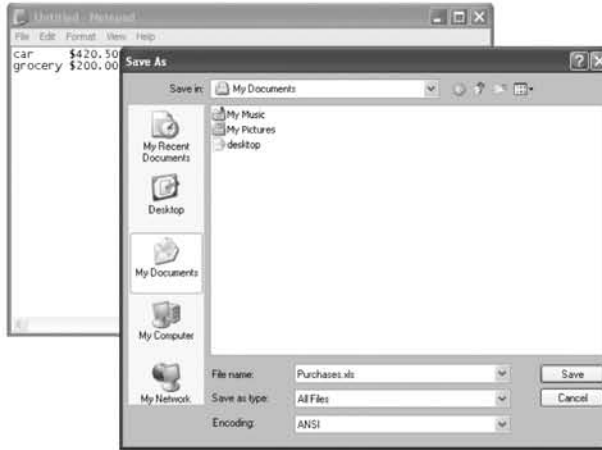 Untitled - Notepad
File Edit Format View Help
car $420.50
grocery $200.00
Save As
Save in: My Documents
My Recent
Documents
Desktop
My Documents
My Computer
My Network
My Music
My Pictures
desktop
File name: Purchases.xls
Save as type: All Files
Encoding: ANSI
Save
Cancel